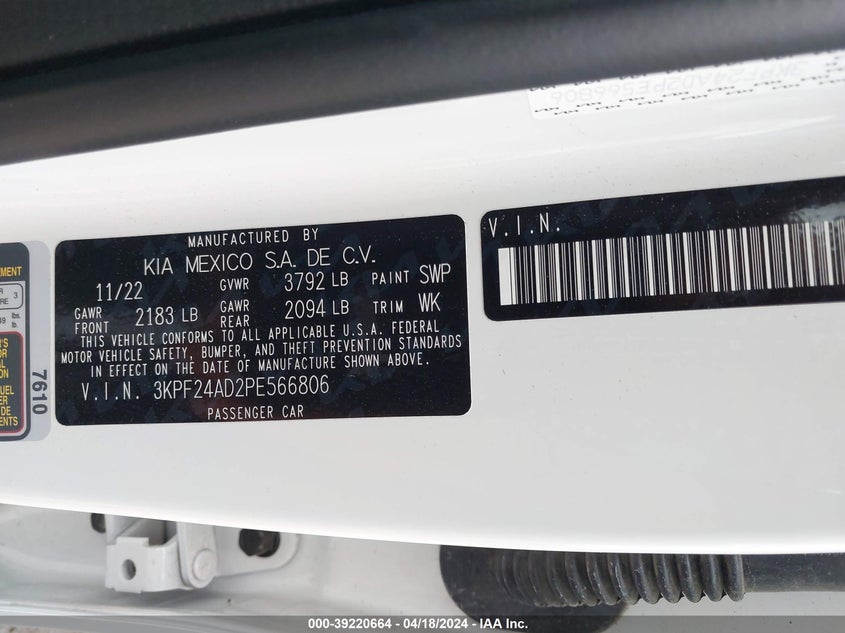 3KPF24AD2PE566806
MANUFACTURED BY
KIA MEXICO S.A. DE C.V.
11/22 GVWR 3792 LB PAINT SWP
GAWR FRONT 2183 LB GAWR REAR 2094 LB TRIM WK
THIS VEHICLE CONFORMS TO ALL APPLICABLE U.S.A. FEDERAL
MOTOR VEHICLE SAFETY, BUMPER, AND THEFT PREVENTION STANDARDS
IN EFFECT ON THE DATE OF MANUFACTURE SHOWN ABOVE.
V.I.N. 3KPF24AD2PE566806
PASSENGER CAR
V.I.N.
7610
3
lbs.
000-39220664 - 04/18/2024 - IAA Inc.